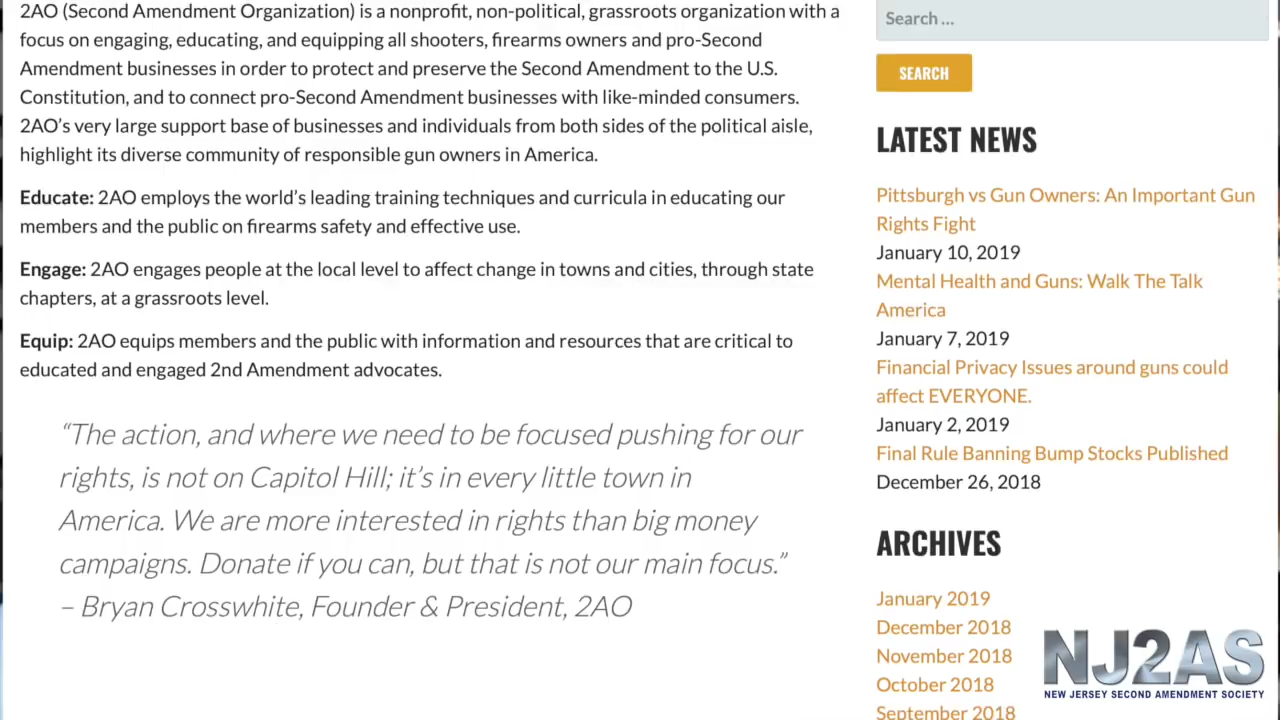 2AO (Second Amendment Organization) is a nonprofit, non-political, grassroots organization with a
focus on engaging, educating, and equipping all shooters, firearms owners and pro-Second
Amendment businesses in order to protect and preserve the Second Amendment to the U.S.
Constitution, and to connect pro-Second Amendment businesses with like-minded consumers.
2AO’s very large support base of businesses and individuals from both sides of the political aisle,
highlight its diverse community of responsible gun owners in America.
Educate: 2AO employs the world’s leading training techniques and curricula in educating our
members and the public on firearms safety and effective use.
Engage: 2AO engages people at the local level to affect change in towns and cities, through state
chapters, at a grassroots level.
Equip: 2AO equips members and the public with information and resources that are critical to
educated and engaged 2nd Amendment advocates.
“The action, and where we need to be focused pushing for our
rights, is not on Capitol Hill; it’s in every little town in
America. We are more interested in rights than big money
campaigns. Donate if you can, but that is not our main focus.”
– Bryan Crosswhite, Founder & President, 2AO
Search ...
SEARCH
LATEST NEWS
Pittsburgh vs Gun Owners: An Important Gun
Rights Fight
January 10, 2019
Mental Health and Guns: Walk The Talk
America
January 7, 2019
Financial Privacy Issues around guns could
affect EVERYONE.
January 2, 2019
Final Rule Banning Bump Stocks Published
December 26, 2018
ARCHIVES
January 2019
December 2018
November 2018
October 2018
September 2018
NJ2AS
NEW JERSEY SECOND AMENDMENT SOCIETY